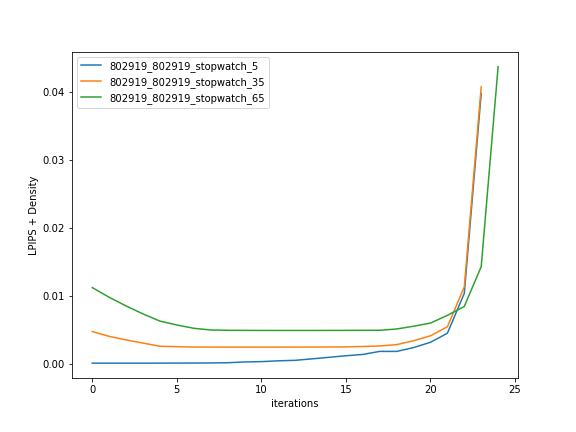 802919_802919_stopwatch_5
802919_802919_stopwatch_35
802919_802919_stopwatch_65
0.04
0.03
0.02
0.01
0.00
LPIPS + Density
0 5 10 15 20 25
iterations